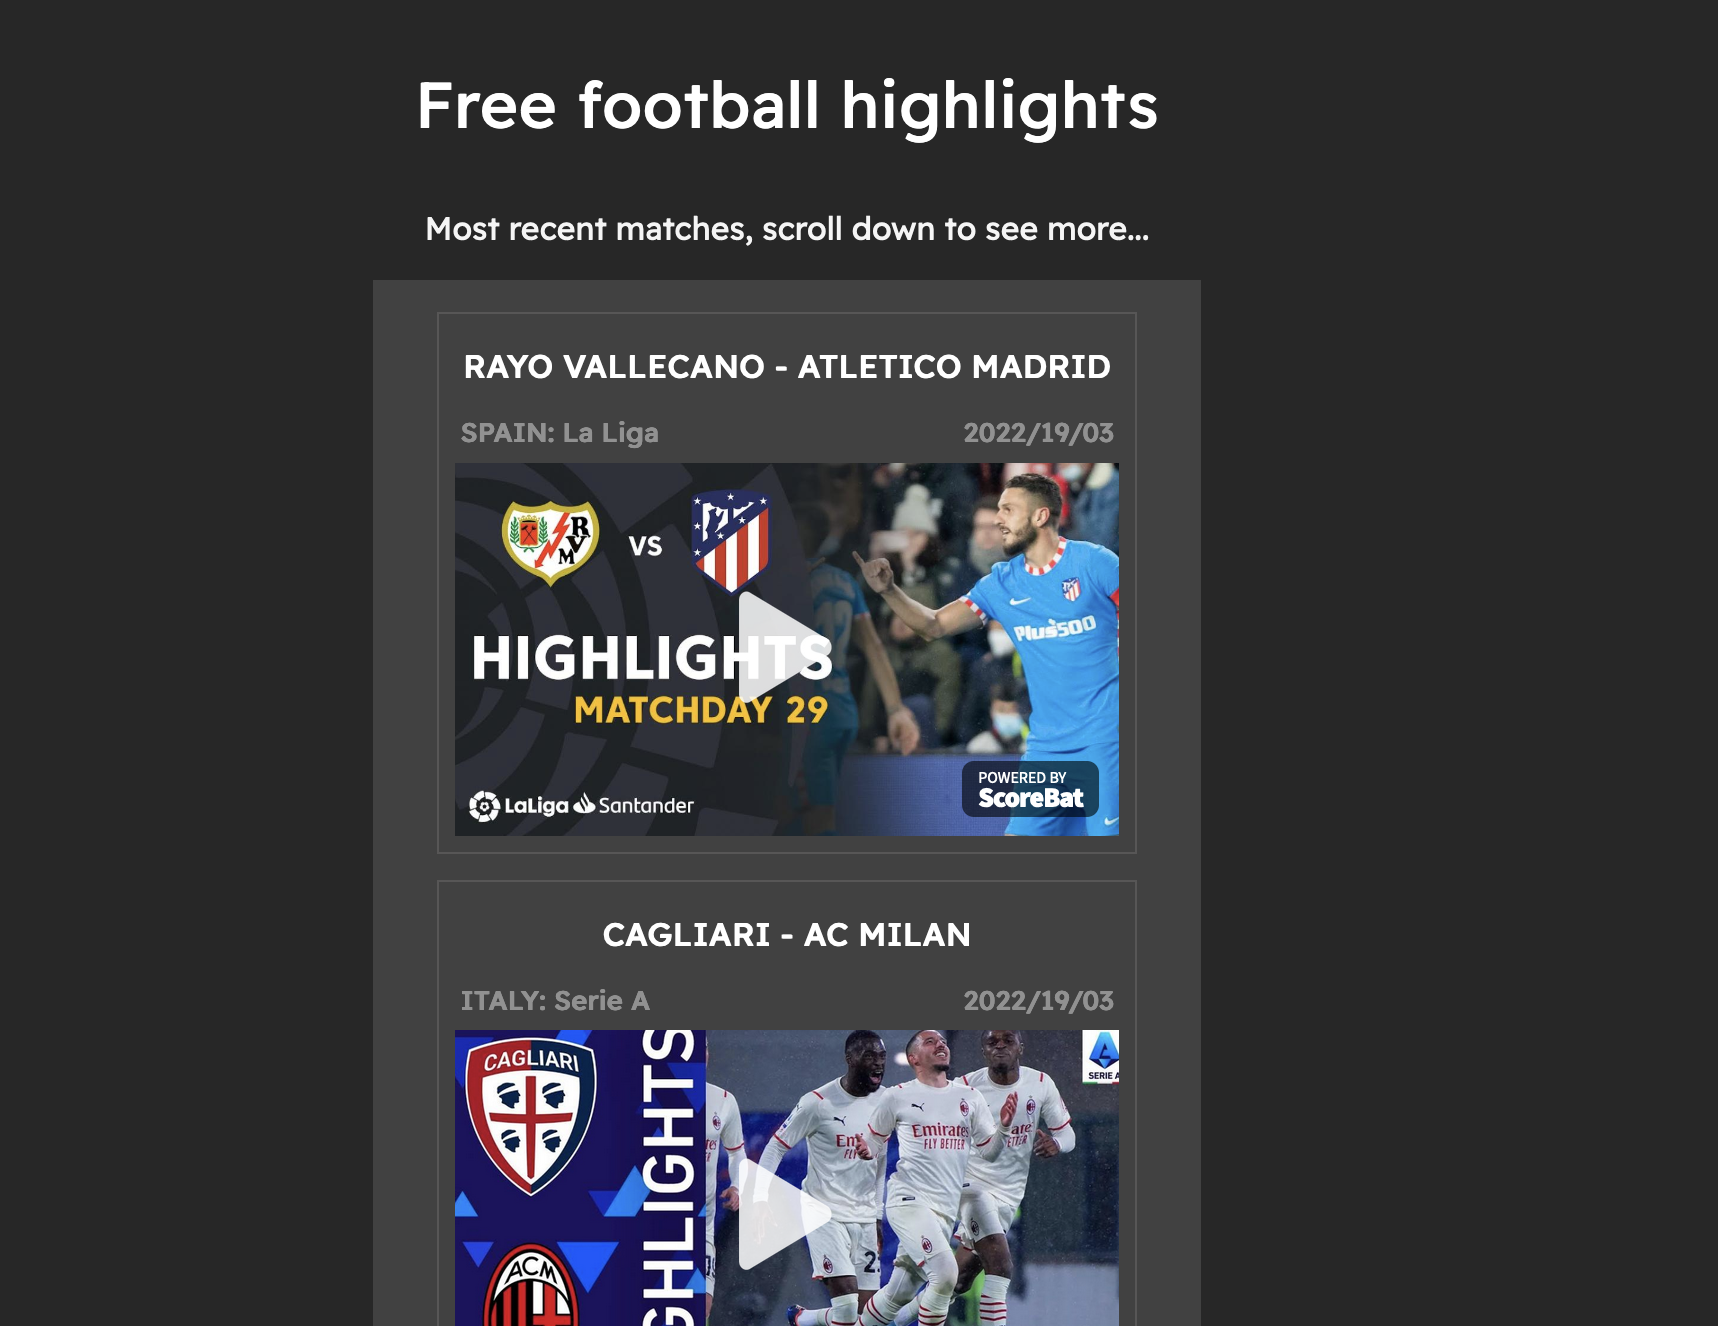 Free football highlights
Most recent matches, scroll down to see more...
RAYO VALLECANO - ATLETICO MADRID
SPAIN: La Liga 2022/19/03
R
V
M
VS
HIGHLIGHTS
MATCHDAY 29
Plus500
LaLiga Santander
POWERED BY
ScoreBat
CAGLIARI - AC MILAN
ITALY: Serie A 2022/19/03
CAGLIARI
HIGHLIGHTS
SERIE A
Emirates
FLY BETTER
ACM